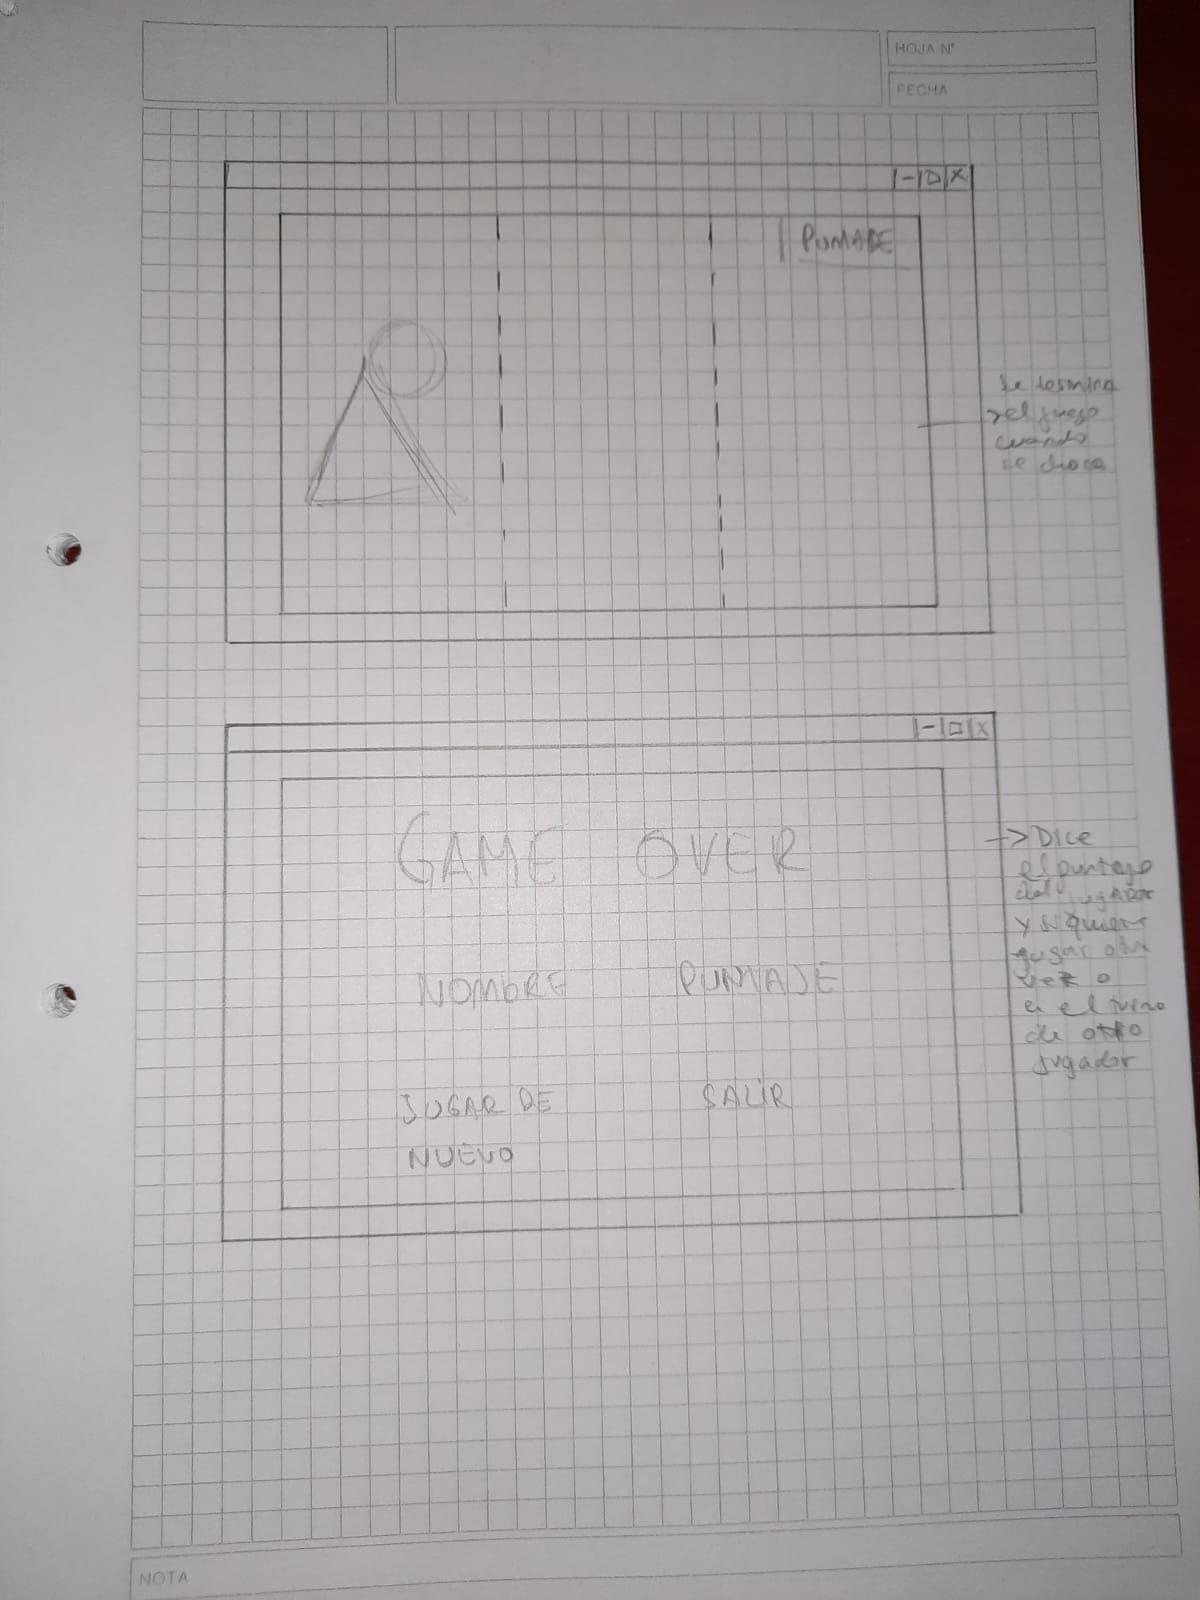 HOJA N°
FECHA
-□X
PUMADE
Se termina
el juego
cuando
se choca
-□X
GAME OVER
→ DICE
el puntaje
del jugador
y si quiere
jugar otra
vez o
NOMBRE PUNTAJE
es el turno
de otro
jugador
JUGAR DE SALIR
NUEVO
NOTA